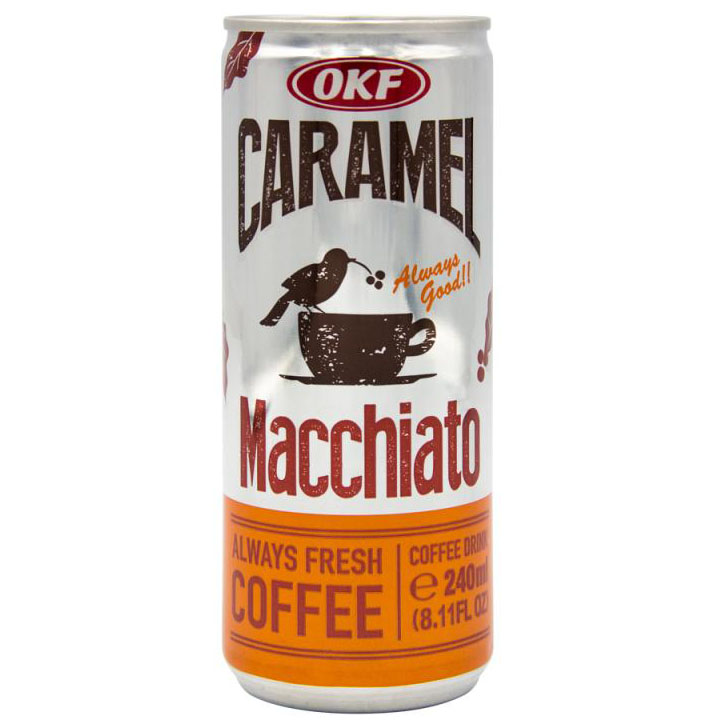 OKF
CARAMEL
Always
Good!!
Macchiato
ALWAYS FRESH
COFFEE
COFFEE DRINK
℮ 240ml
(8.11FL OZ)